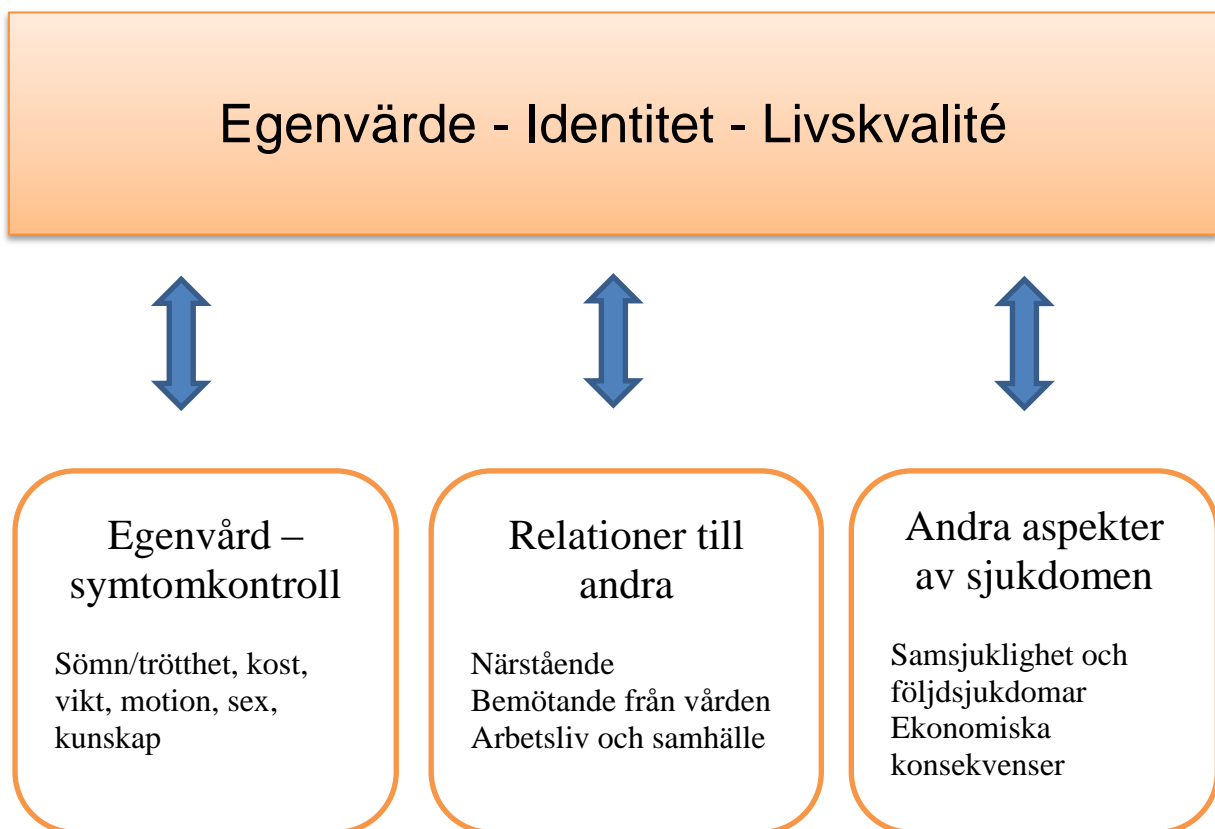 Egenvärde - Identitet - Livskvalité
Egenvård –
symtomkontroll
Sömn/trötthet, kost,
vikt, motion, sex,
kunskap
Relationer till
andra
Närstående
Bemötande från vården
Arbetsliv och samhälle
Andra aspekter
av sjukdomen
Samsjuklighet och
följdsjukdomar
Ekonomiska
konsekvenser